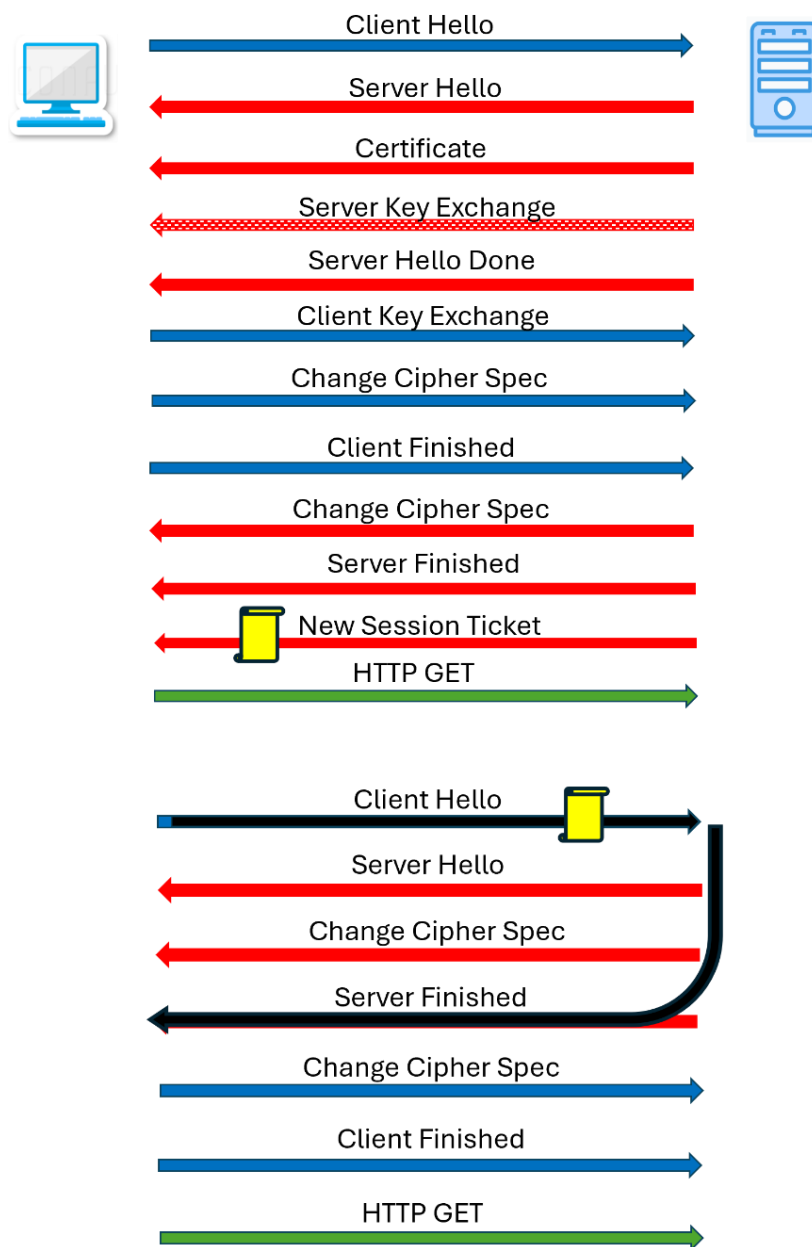 Client Hello
Server Hello
Certificate
Server Key Exchange
Server Hello Done
Client Key Exchange
Change Cipher Spec
Client Finished
Change Cipher Spec
Server Finished
New Session Ticket
HTTP GET
Client Hello
Server Hello
Change Cipher Spec
Server Finished
Change Cipher Spec
Client Finished
HTTP GET